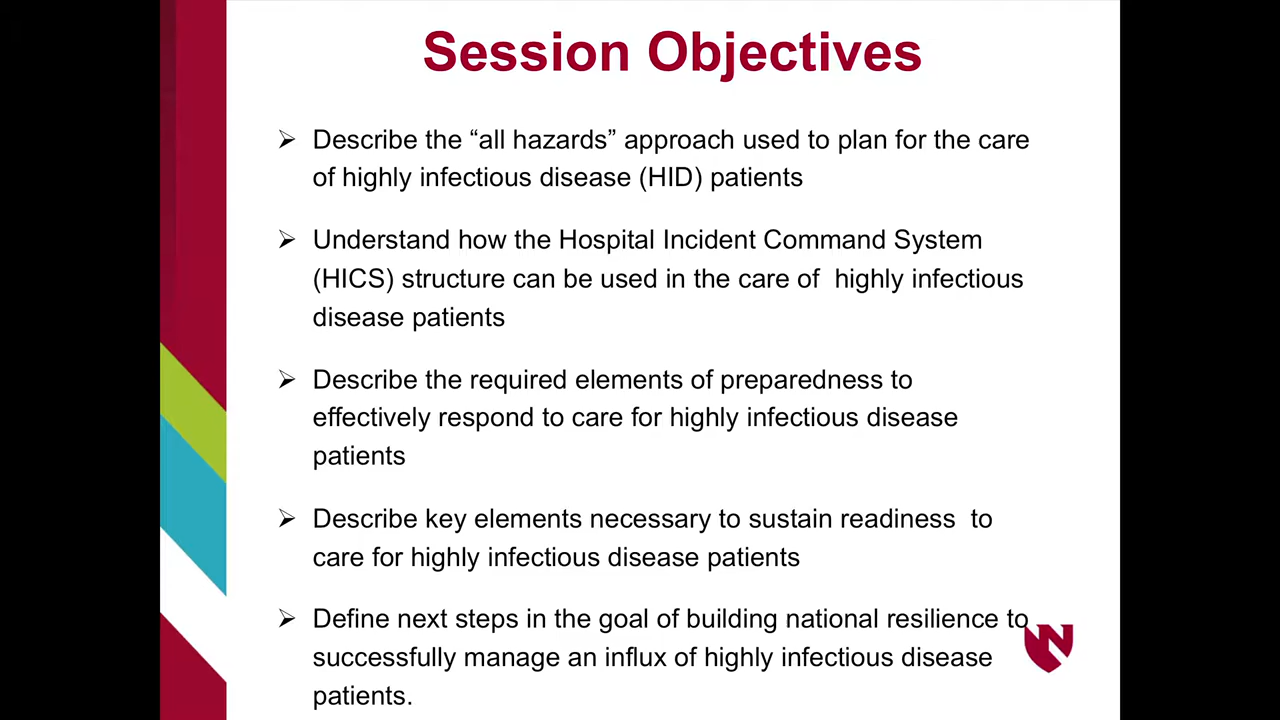 Session Objectives
➢ Describe the “all hazards” approach used to plan for the care
of highly infectious disease (HID) patients
➢ Understand how the Hospital Incident Command System
(HICS) structure can be used in the care of  highly infectious
disease patients
➢ Describe the required elements of preparedness to
effectively respond to care for highly infectious disease
patients
➢ Describe key elements necessary to sustain readiness  to
care for highly infectious disease patients
➢ Define next steps in the goal of building national resilience to
successfully manage an influx of highly infectious disease
patients.
N